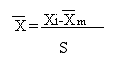 X̅ = Xi-X̅m
S